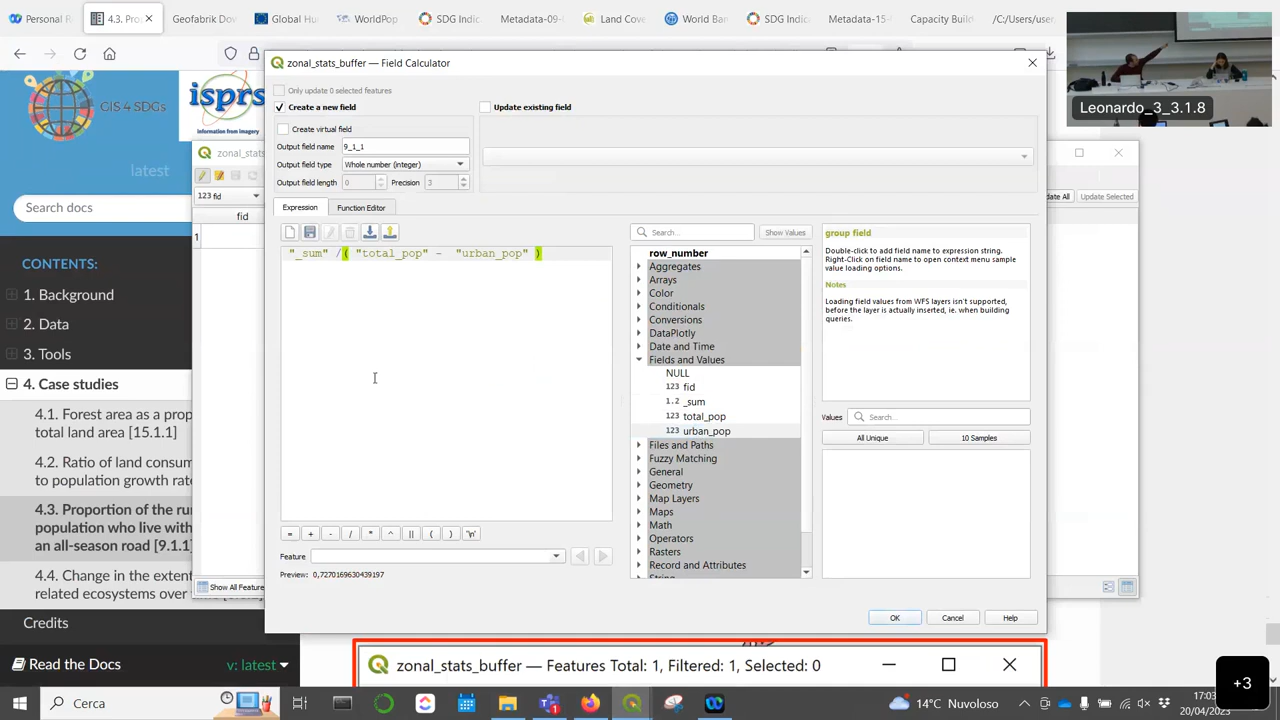 Personal R
4.3. Pro
Geofabrik Do
Global Hum
WorldPop
SDG Indic
Metadata-09-
Land Cove
World Ban
SDG Indic
Metadata-15-
Capacity Build
/C:/Users/user
Leonardo_3_3.1.8
isprs
Information from imagery
GIS 4 SDGs
latest
Search docs
CONTENTS:
1. Background
2. Data
3. Tools
4. Case studies
4.1. Forest area as a prop
total land area [15.1.1]
4.2. Ratio of land consum
to population growth rate
4.3. Proportion of the rur
population who live with
an all-season road [9.1.1]
4.4. Change in the extent
related ecosystems over
Credits
Read the Docs
v: latest
zonal_stats
123 fid
fid
1
Show All Feature
date All
Update Selected
zonal_stats_buffer — Field Calculator
Only update 0 selected features
Create a new field
Update existing field
Create virtual field
Output field name
9_1_1
Output field type
Whole number (integer)
Output field length
0
Precision
3
Expression
Function Editor
"_sum" /( "total_pop" - "urban_pop" )
= + - / * ^ || ( ) '\n'
Feature
Preview: 0,7270169630439197
Search...
Show Values
row_number
Aggregates
Arrays
Color
Conditionals
Conversions
DataPlotly
Date and Time
Fields and Values
NULL
123 fid
1.2 _sum
123 total_pop
123 urban_pop
Files and Paths
Fuzzy Matching
General
Geometry
Map Layers
Maps
Math
Operators
Rasters
Record and Attributes
group field
Double-click to add field name to expression string.
Right-Click on field name to open context menu sample
value loading options.
Notes
Loading field values from WFS layers isn't supported,
before the layer is actually inserted, ie. when building
queries.
Values
Search...
All Unique
10 Samples
OK
Cancel
Help
zonal_stats_buffer — Features Total: 1, Filtered: 1, Selected: 0
+3
Cerca
14°C Nuvoloso
17:03
20/04/2023